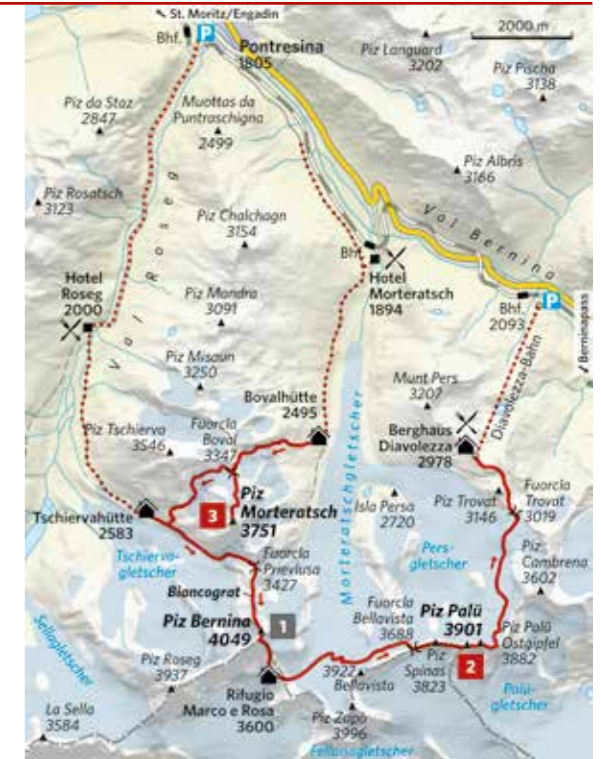 St. Moritz/Engadin
2000 m
Bhf.
P
Pontresina
1805
Piz Languard
3202
Piz Pischa
3138
Piz da Staz
2847
Muottas da
Puntraschigna
2499
Piz Albris
3166
Piz Rosatsch
3123
Val Roseg
Piz Chalchagn
3154
Val Bernina
Bhf.
Hotel
Roseg
2000
Hotel
Morteratsch
1894
Piz Mandra
3091
Bhf.
2093
P
Berninapass
Piz Misaun
3250
Munt Pers
3207
Diavolezza-Bahn
Bovalhütte
2495
Piz Tschierva
3546
Fuorcla
Boval
3347
Berghaus
Diavolezza
2978
Morteratschgletscher
Piz
Morteratsch
3751
3
Isla Persa
2720
Piz Trovat
3146
Fuorcla
Trovat
3019
Tschiervahütte
2583
Tschierva-
gletscher
Fuorcla
Prievlusa
3427
Pers-
gletscher
Piz
Cambrena
3602
Biancograt
Sellagletscher
Piz Bernina
4049
1
Fuorcla
Bellavista
3688
Piz Palü
3901
Piz Palü
Ostgipfel
3882
Piz Roseg
3937
3922
Bellavista
Piz
Spinas
3823
2
Palü-
gletscher
Rifugio
Marco e Rosa
3600
La Sella
3584
Piz Zapò
3996
Fellariagletscher